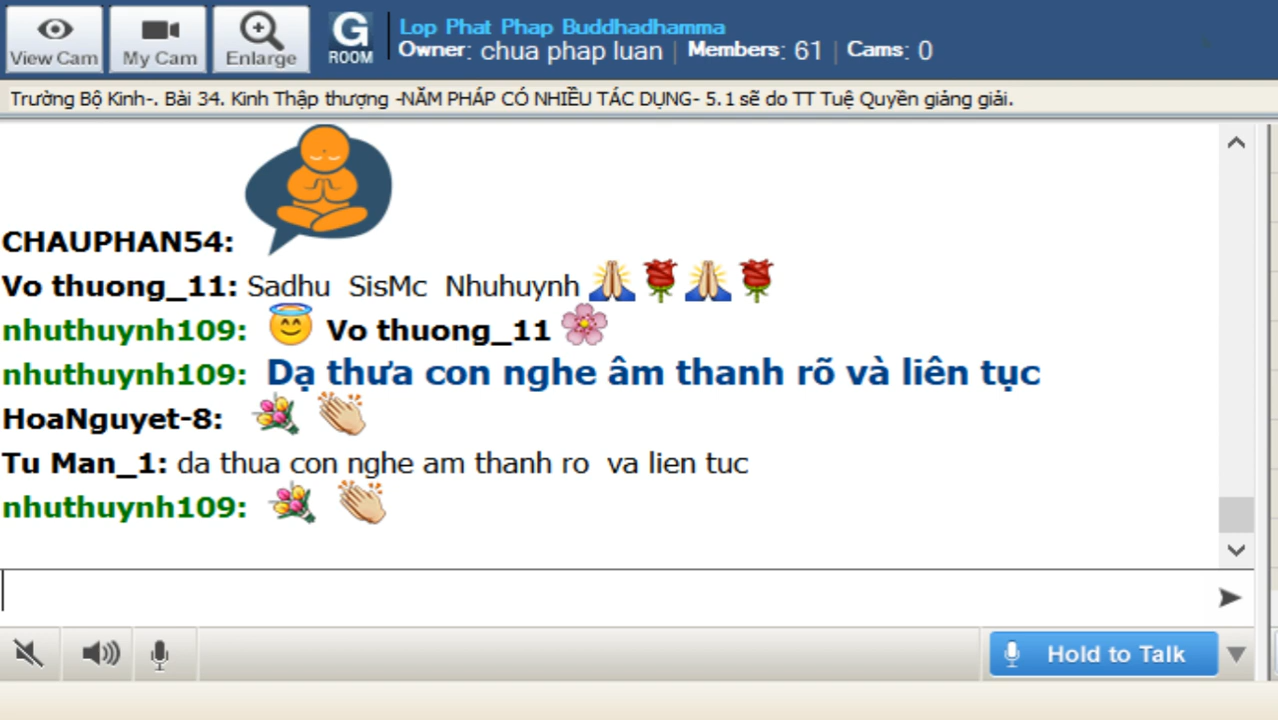 View Cam
My Cam
Enlarge
G
ROOM
Lop Phat Phap Buddhadhamma
Owner: chua phap luan | Members: 61 | Cams: 0
Trường Bộ Kinh-. Bài 34. Kinh Thập thượng -NĂM PHÁP CÓ NHIỀU TÁC DỤNG- 5.1 sẽ do TT Tuệ Quyền giảng giải.
CHAUPHAN54:
Vo thuong_11: Sadhu SisMc Nhuhuynh
nhuthuynh109: Vo thuong_11
nhuthuynh109: Dạ thưa con nghe âm thanh rõ và liên tục
HoaNguyet-8:
Tu Man_1: da thua con nghe am thanh ro va lien tuc
nhuthuynh109:
Hold to Talk